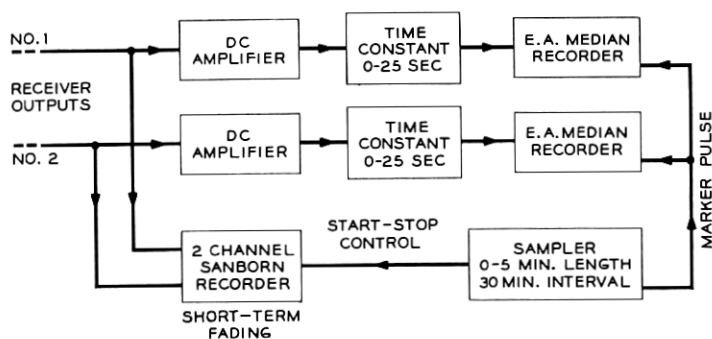 NO. 1
RECEIVER
OUTPUTS
NO. 2
DC
AMPLIFIER
TIME
CONSTANT
0-25 SEC
E.A. MEDIAN
RECORDER
DC
AMPLIFIER
TIME
CONSTANT
0-25 SEC
E.A. MEDIAN
RECORDER
MARKER PULSE
2 CHANNEL
SANBORN
RECORDER
SHORT-TERM
FADING
START-STOP
CONTROL
SAMPLER
0-5 MIN. LENGTH
30 MIN. INTERVAL